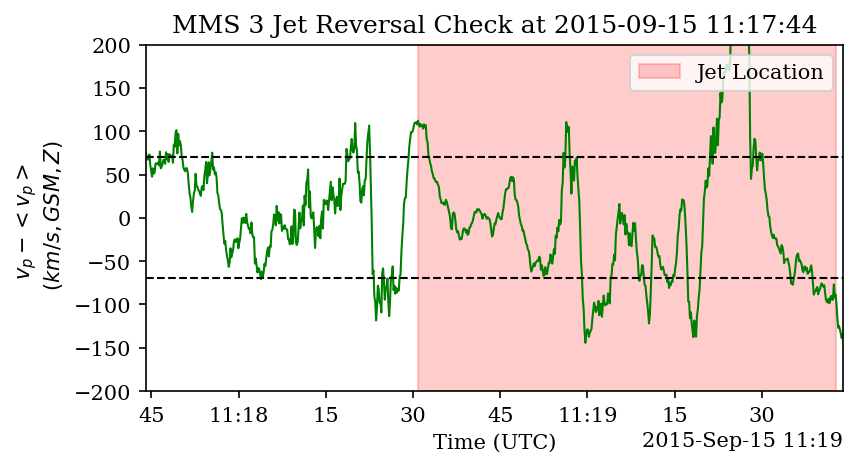 MMS 3 Jet Reversal Check at 2015-09-15 11:17:44
Jet Location
v_p - <v_p>
(km/s, GSM, Z)
200
150
100
50
0
−50
−100
−150
−200
45 11:18 15 30 45 11:19 15 30
Time (UTC)
2015-Sep-15 11:19